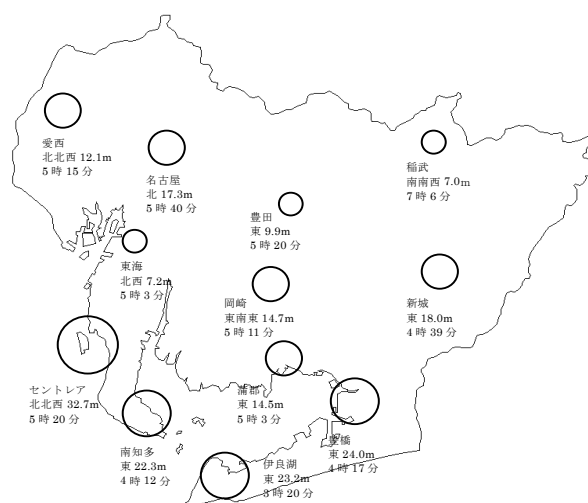 愛西
北北西 12.1m
5 時 15 分
名古屋
北 17.3m
5 時 40 分
稲武
南南西 7.0m
7 時 6 分
豊田
東 9.9m
5 時 20 分
東海
北西 7.2m
5 時 3 分
岡崎
東南東 14.7m
5 時 11 分
新城
東 18.0m
4 時 39 分
セントレア
北北西 32.7m
5 時 20 分
蒲郡
東 14.5m
5 時 3 分
豊橋
東 24.0m
4 時 17 分
南知多
東 22.3m
4 時 12 分
伊良湖
東 23.2m
3 時 20 分